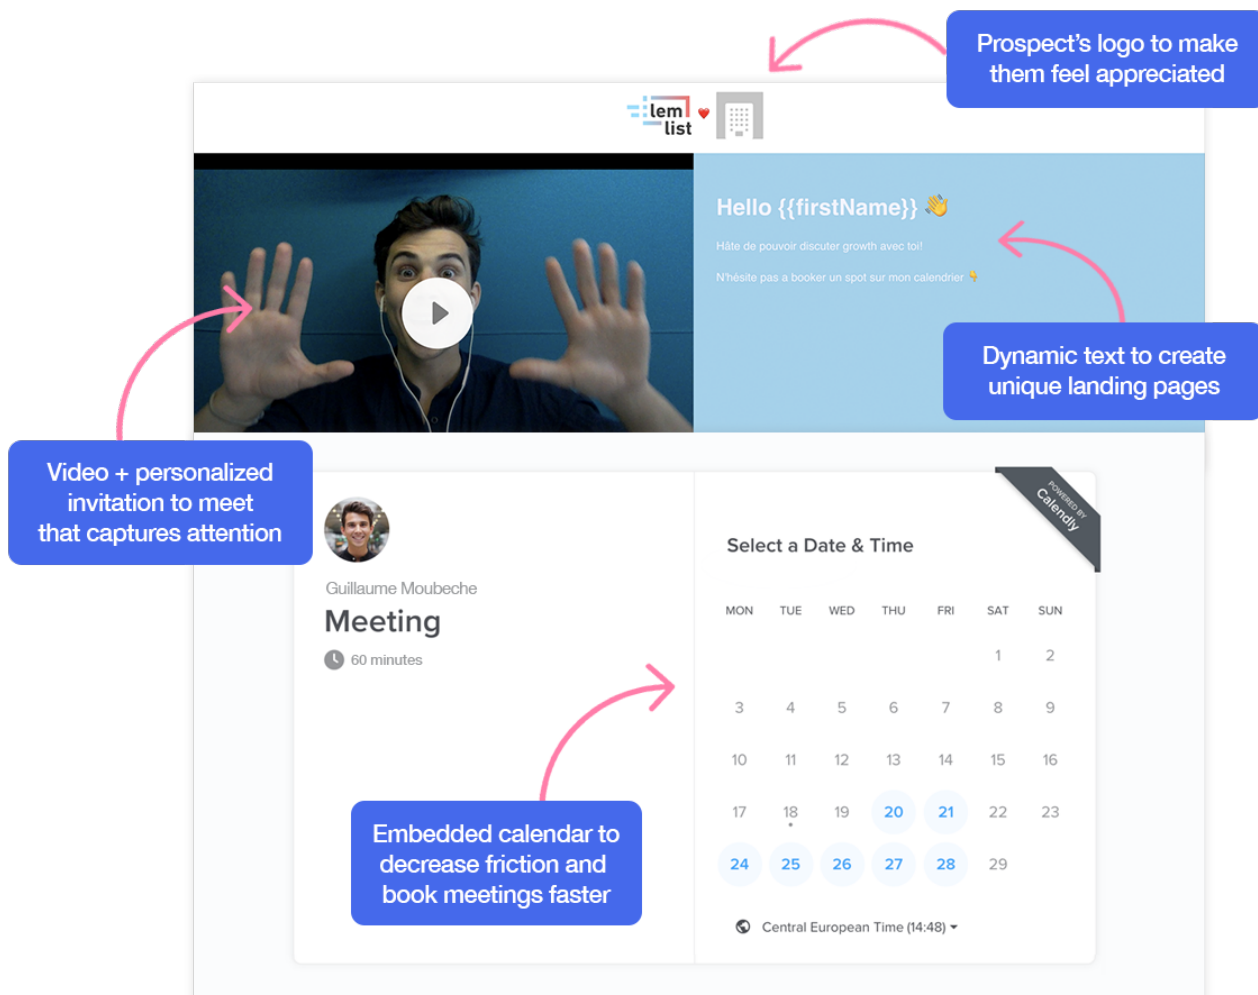 Prospect's logo to make
them feel appreciated
lem
list
Hello {{firstName}} 👋
Hâte de pouvoir discuter growth avec toi!
N'hésite pas a booker un spot sur mon calendrier 👇
Dynamic text to create
unique landing pages
Video + personalized
invitation to meet
that captures attention
POWERED BY
Calendly
Guillaume Moubeche
Meeting
60 minutes
Select a Date & Time
MON TUE WED THU FRI SAT SUN
1 2
3 4 5 6 7 8 9
10 11 12 13 14 15 16
17 18 19 20 21 22 23
24 25 26 27 28 29
Central European Time (14:48)
Embedded calendar to
decrease friction and
book meetings faster